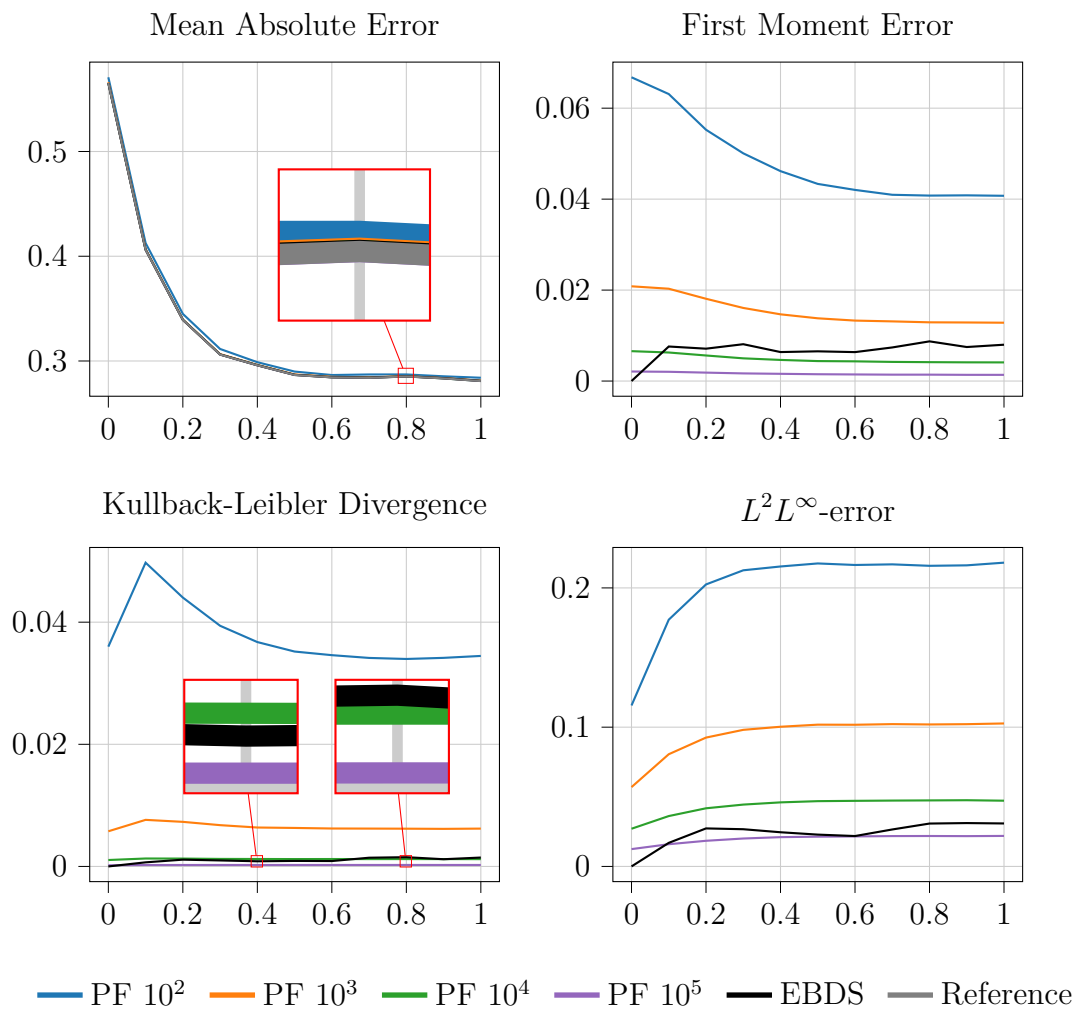 Mean Absolute Error
First Moment Error
0.5
0.4
0.3
0 0.2 0.4 0.6 0.8 1
0.06
0.04
0.02
0
0 0.2 0.4 0.6 0.8 1
Kullback-Leibler Divergence
L²L∞-error
0.04
0.02
0
0 0.2 0.4 0.6 0.8 1
0.2
0.1
0
0 0.2 0.4 0.6 0.8 1
PF 10² PF 10³ PF 10⁴ PF 10⁵ EBDS Reference